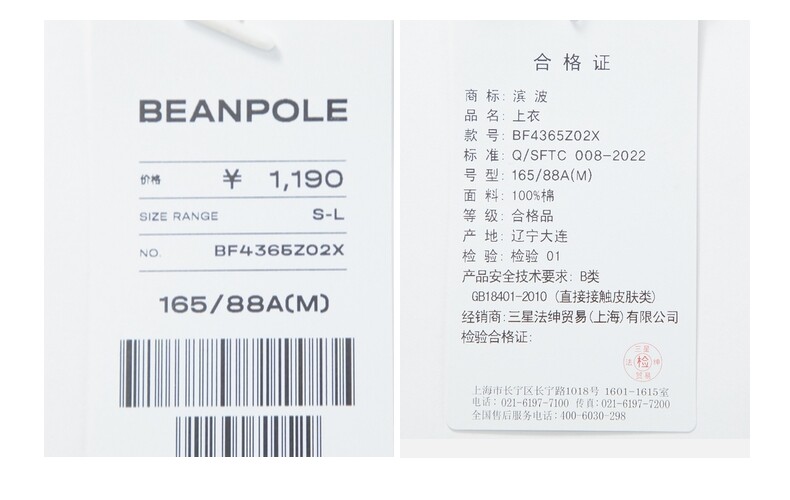 BEANPOLE
价格 ¥ 1,190
SIZE RANGE S-L
NO. BF4365Z02X
165/88A(M)
合格证
商 标: 滨 波
品 名: 上衣
款 号: BF4365Z02X
标 准: Q/SFTC 008-2022
号 型: 165/88A(M)
面 料: 100%棉
等 级: 合格品
产 地: 辽宁大连
检 验: 检验 01
产品安全技术要求: B类
GB18401-2010 (直接接触皮肤类)
经销商: 三星法绅贸易(上海)有限公司
检验合格证:
三星
法 检 绅
贸易
上海市长宁区长宁路1018号 1601-1615室
电话: 021-6197-7100 传真: 021-6197-7200
全国售后服务电话: 400-6030-298